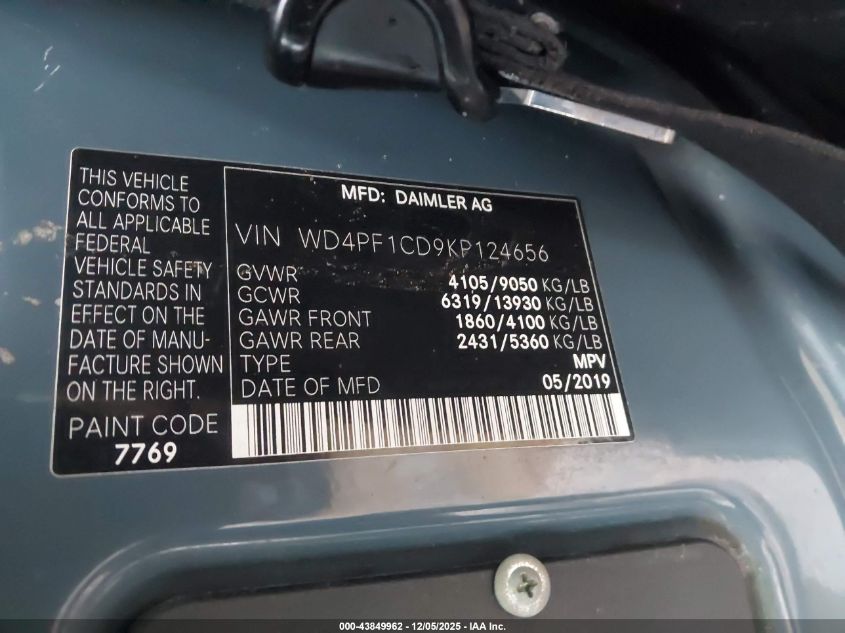 THIS VEHICLE
CONFORMS TO
ALL APPLICABLE
FEDERAL
VEHICLE SAFETY
STANDARDS IN
EFFECT ON THE
DATE OF MANU-
FACTURE SHOWN
ON THE RIGHT.
PAINT CODE
7769
MFD: DAIMLER AG
VIN WD4PF1CD9KP124656
GVWR 4105/9050 KG/LB
GCWR 6319/13930 KG/LB
GAWR FRONT 1860/4100 KG/LB
GAWR REAR 2431/5360 KG/LB
TYPE MPV
DATE OF MFD 05/2019
000-43849962 - 12/05/2025 - IAA Inc.